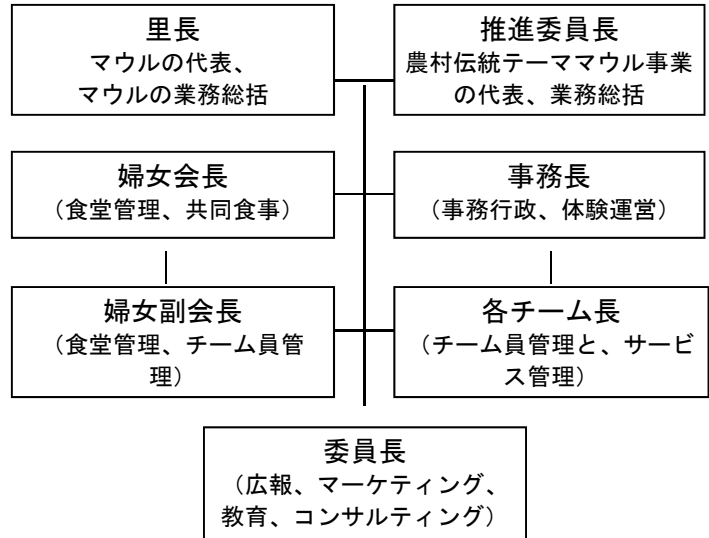 里長
マウルの代表、
マウルの業務総括
推進委員長
農村伝統テーママウル事業
の代表、業務総括
婦女会長
（食堂管理、共同食事）
事務長
（事務行政、体験運営）
婦女副会長
（食堂管理、チーム員管
理）
各チーム長
（チーム員管理と、サービ
ス管理）
委員長
（広報、マーケティング、
教育、コンサルティング）